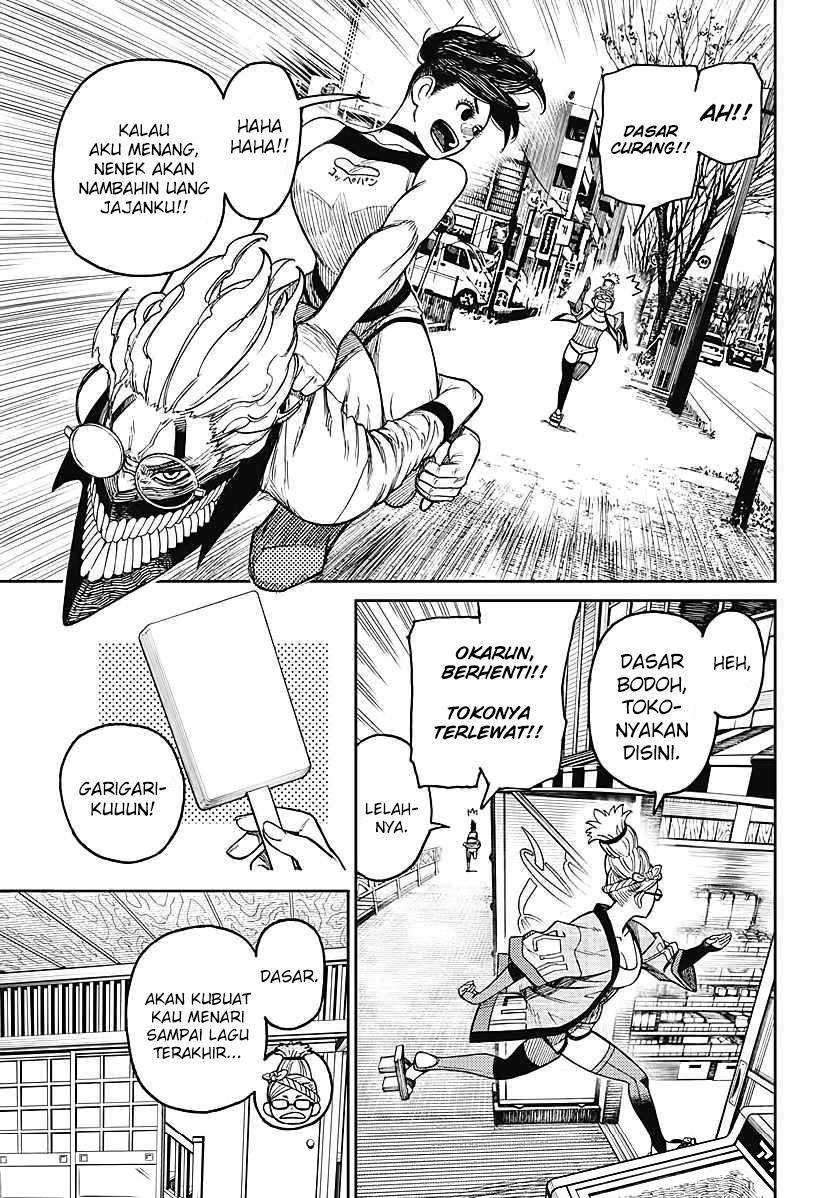 AH!!
DASAR
CURANG!!
HAHA
HAHA!!
KALAU
AKU MENANG,
NENEK AKAN
NAMBAHIN UANG
JAJANKU!!
HEH,
DASAR
BODOH,
TOKO-
NYAKAN
DISINI.
OKARUN,
BERHENTI!!
TOKONYA
TERLEWAT!!
LELAH-
NYA.
GARIGARI-
KUUUN!
DASAR,
AKAN KUBUAT
KAU MENARI
SAMPAI LAGU
TERAKHIR...